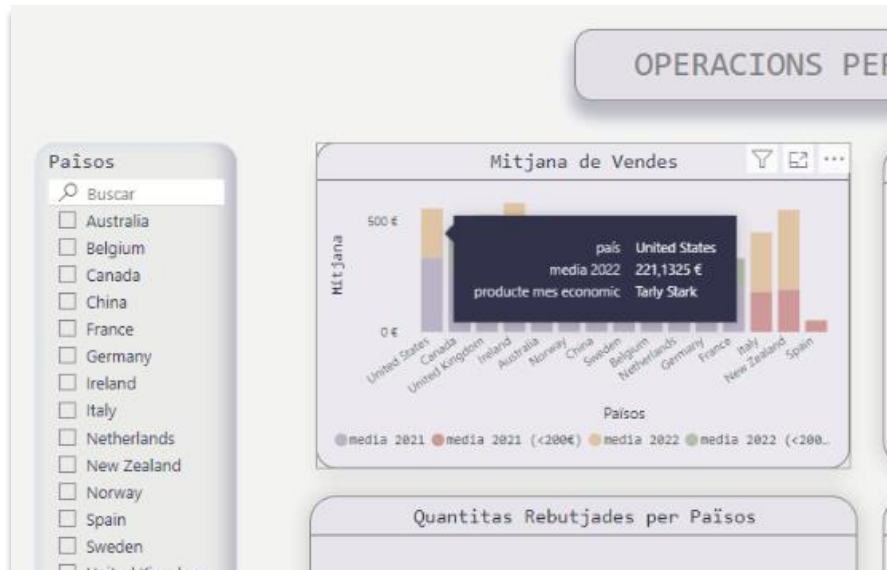 OPERACIONS PER
Països
Buscar
Australia
Belgium
Canada
China
France
Germany
Ireland
Italy
Netherlands
New Zealand
Norway
Spain
Sweden
Mitjana de Vendes
500 €
0 €
Mitjana
país United States
media 2022 221,1325 €
producte mes economic Tarly Stark
United States
Canada
United Kingdom
Ireland
Australia
Norway
China
Sweden
Belgium
Netherlands
Germany
France
Italy
New Zealand
Spain
Països
media 2021 media 2021 (<200€) media 2022 media 2022 (<200…
Quantitas Rebutjades per Països